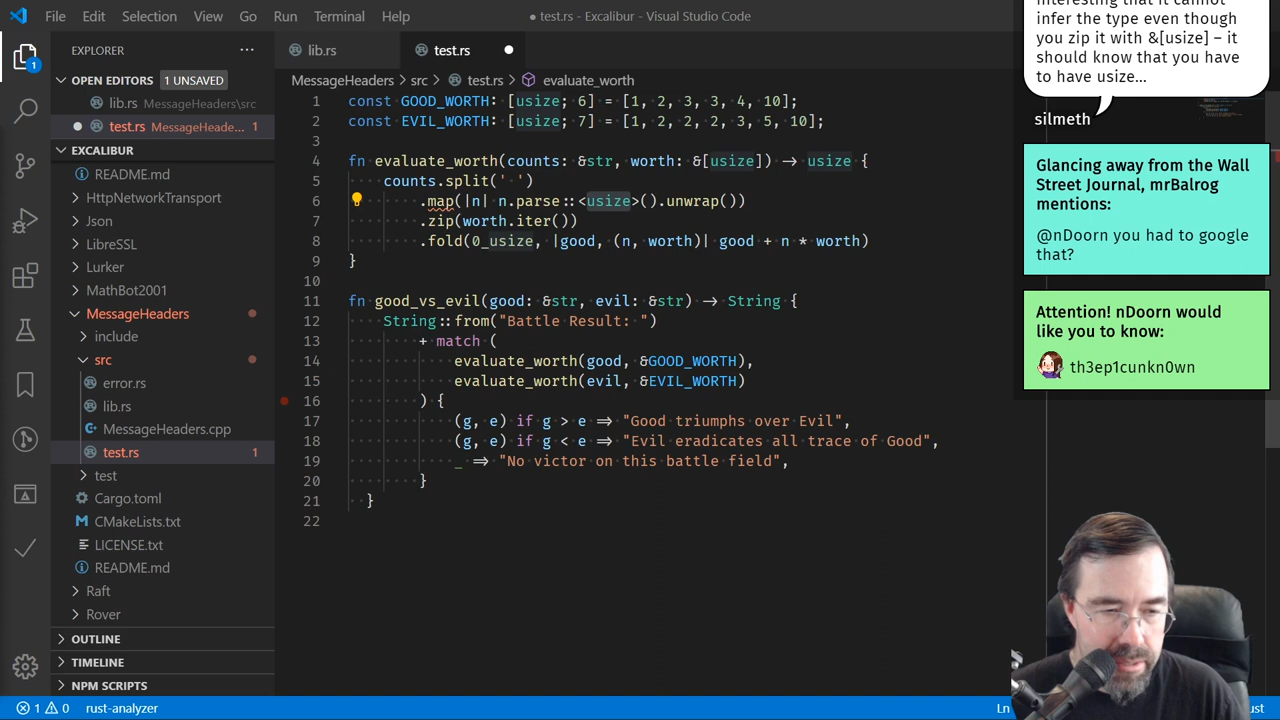 File Edit Selection View Go Run Terminal Help
● test.rs - Excalibur - Visual Studio Code
EXPLORER ···
OPEN EDITORS 1 UNSAVED
lib.rs MessageHeaders\src
● test.rs MessageHeade... 1
EXCALIBUR
README.md
HttpNetworkTransport
Json
LibreSSL
Lurker
MathBot2001
MessageHeaders
include
src
error.rs
lib.rs
MessageHeaders.cpp
test.rs 1
test
Cargo.toml
CMakeLists.txt
LICENSE.txt
README.md
Raft
Rover
OUTLINE
TIMELINE
NPM SCRIPTS
1
lib.rs test.rs ●
MessageHeaders > src > test.rs > evaluate_worth
1 const GOOD_WORTH: [usize; 6] = [1, 2, 3, 3, 4, 10];
2 const EVIL_WORTH: [usize; 7] = [1, 2, 2, 2, 3, 5, 10];
3
4 fn evaluate_worth(counts: &str, worth: &[usize]) -> usize {
5 counts.split(' ')
6 .map(|n| n.parse::<usize>().unwrap())
7 .zip(worth.iter())
8 .fold(0_usize, |good, (n, worth)| good + n * worth)
9 }
10
11 fn good_vs_evil(good: &str, evil: &str) -> String {
12 String::from("Battle Result: ")
13 + match (
14 evaluate_worth(good, &GOOD_WORTH),
15 evaluate_worth(evil, &EVIL_WORTH)
16 ) {
17 (g, e) if g > e => "Good triumphs over Evil",
18 (g, e) if g < e => "Evil eradicates all trace of Good",
19 _ => "No victor on this battle field",
20 }
21 }
22
interesting that it cannot
infer the type even though
you zip it with &[usize] – it
should know that you have
to have usize...
silmeth
Glancing away from the Wall
Street Journal, mrBalrog
mentions:
@nDoorn you had to google
that?
Attention! nDoorn would
like you to know:
th3ep1cunkn0wn
1 0 rust-analyzer
Ln